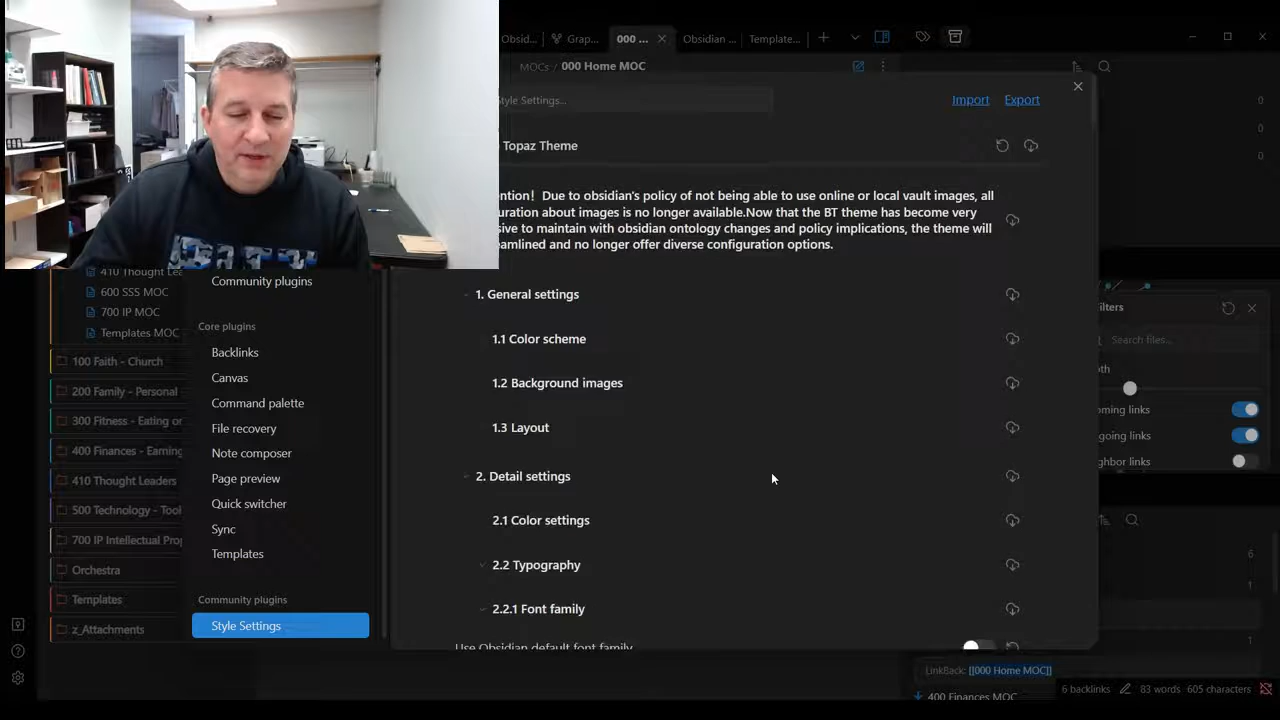 Obsid...
Grap...
000 ...
Obsidian ...
Template...
MOCs / 000 Home MOC
Style Settings...
Import
Export
Topaz Theme
0
0
0
ention! Due to obsidian's policy of not being able to use online or local vault images, all
uration about images is no longer available.Now that the BT theme has become very
sive to maintain with obsidian ontology changes and policy implications, the theme will
eamlined and no longer offer diverse configuration options.
410 Thought Lea
600 SSS MOC
700 IP MOC
Templates MOC
100 Faith - Church
200 Family - Personal
300 Fitness - Eating or
400 Finances - Earning
410 Thought Leaders
500 Technology - Tool
700 IP Intellectual Prop
Orchestra
Templates
z_Attachments
Community plugins
Core plugins
Backlinks
Canvas
Command palette
File recovery
Note composer
Page preview
Quick switcher
Sync
Templates
Community plugins
Style Settings
1. General settings
1.1 Color scheme
1.2 Background images
1.3 Layout
2. Detail settings
2.1 Color settings
2.2 Typography
2.2.1 Font family
Use Obsidian default font family
ilters
Search files...
pth
oming links
going links
ghbor links
6
1
1
LinkBack: [[000 Home MOC]]
6 backlinks
83 words
605 characters
400 Finances MOC